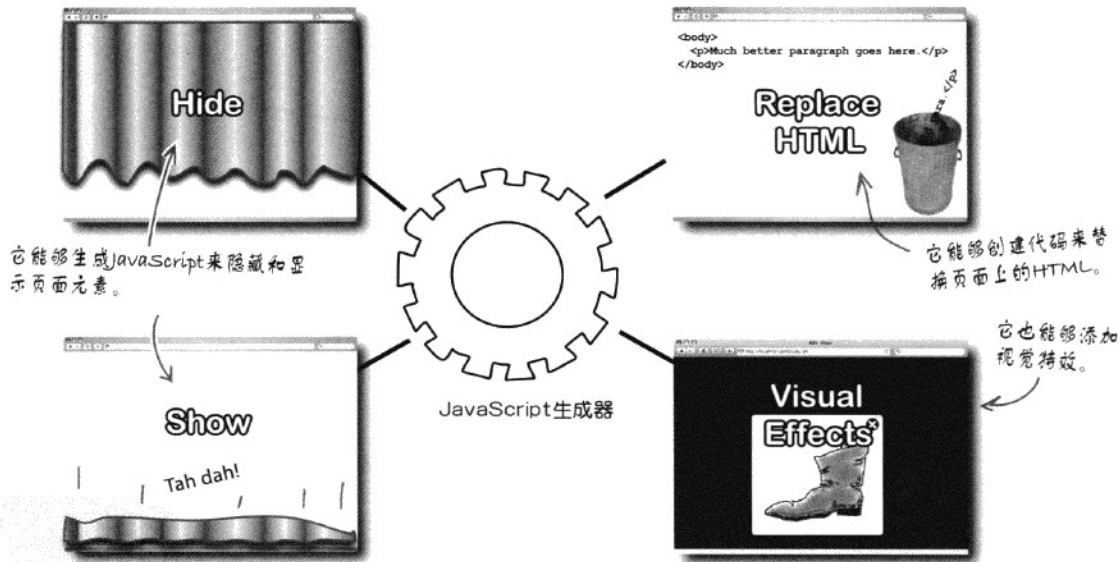 Hide
<body>
<p>Much better paragraph goes here.</p>
</body>
Replace
HTML
ra.</p>
它能够生成JavaScript来隐藏和显
示页面元素。
它能够创建代码来替
换页面上的HTML。
JavaScript生成器
Show
Tah dah!
Visual
Effects
它也能够添加
视觉特效。